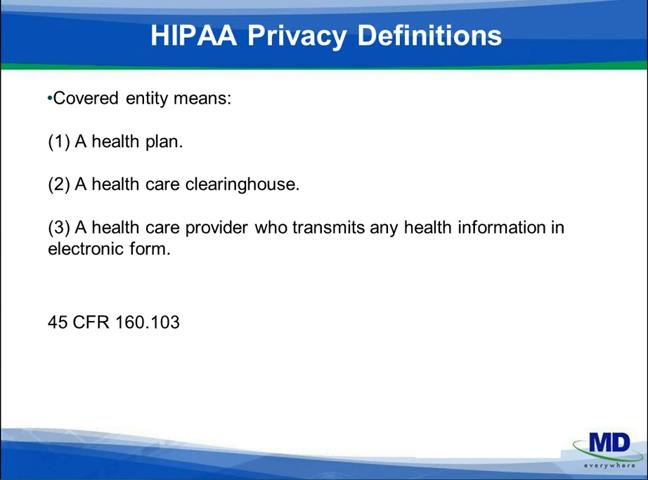 HIPAA Privacy Definitions
•Covered entity means:
(1) A health plan.
(2) A health care clearinghouse.
(3) A health care provider who transmits any health information in
electronic form.
45 CFR 160.103
MD
everywhere